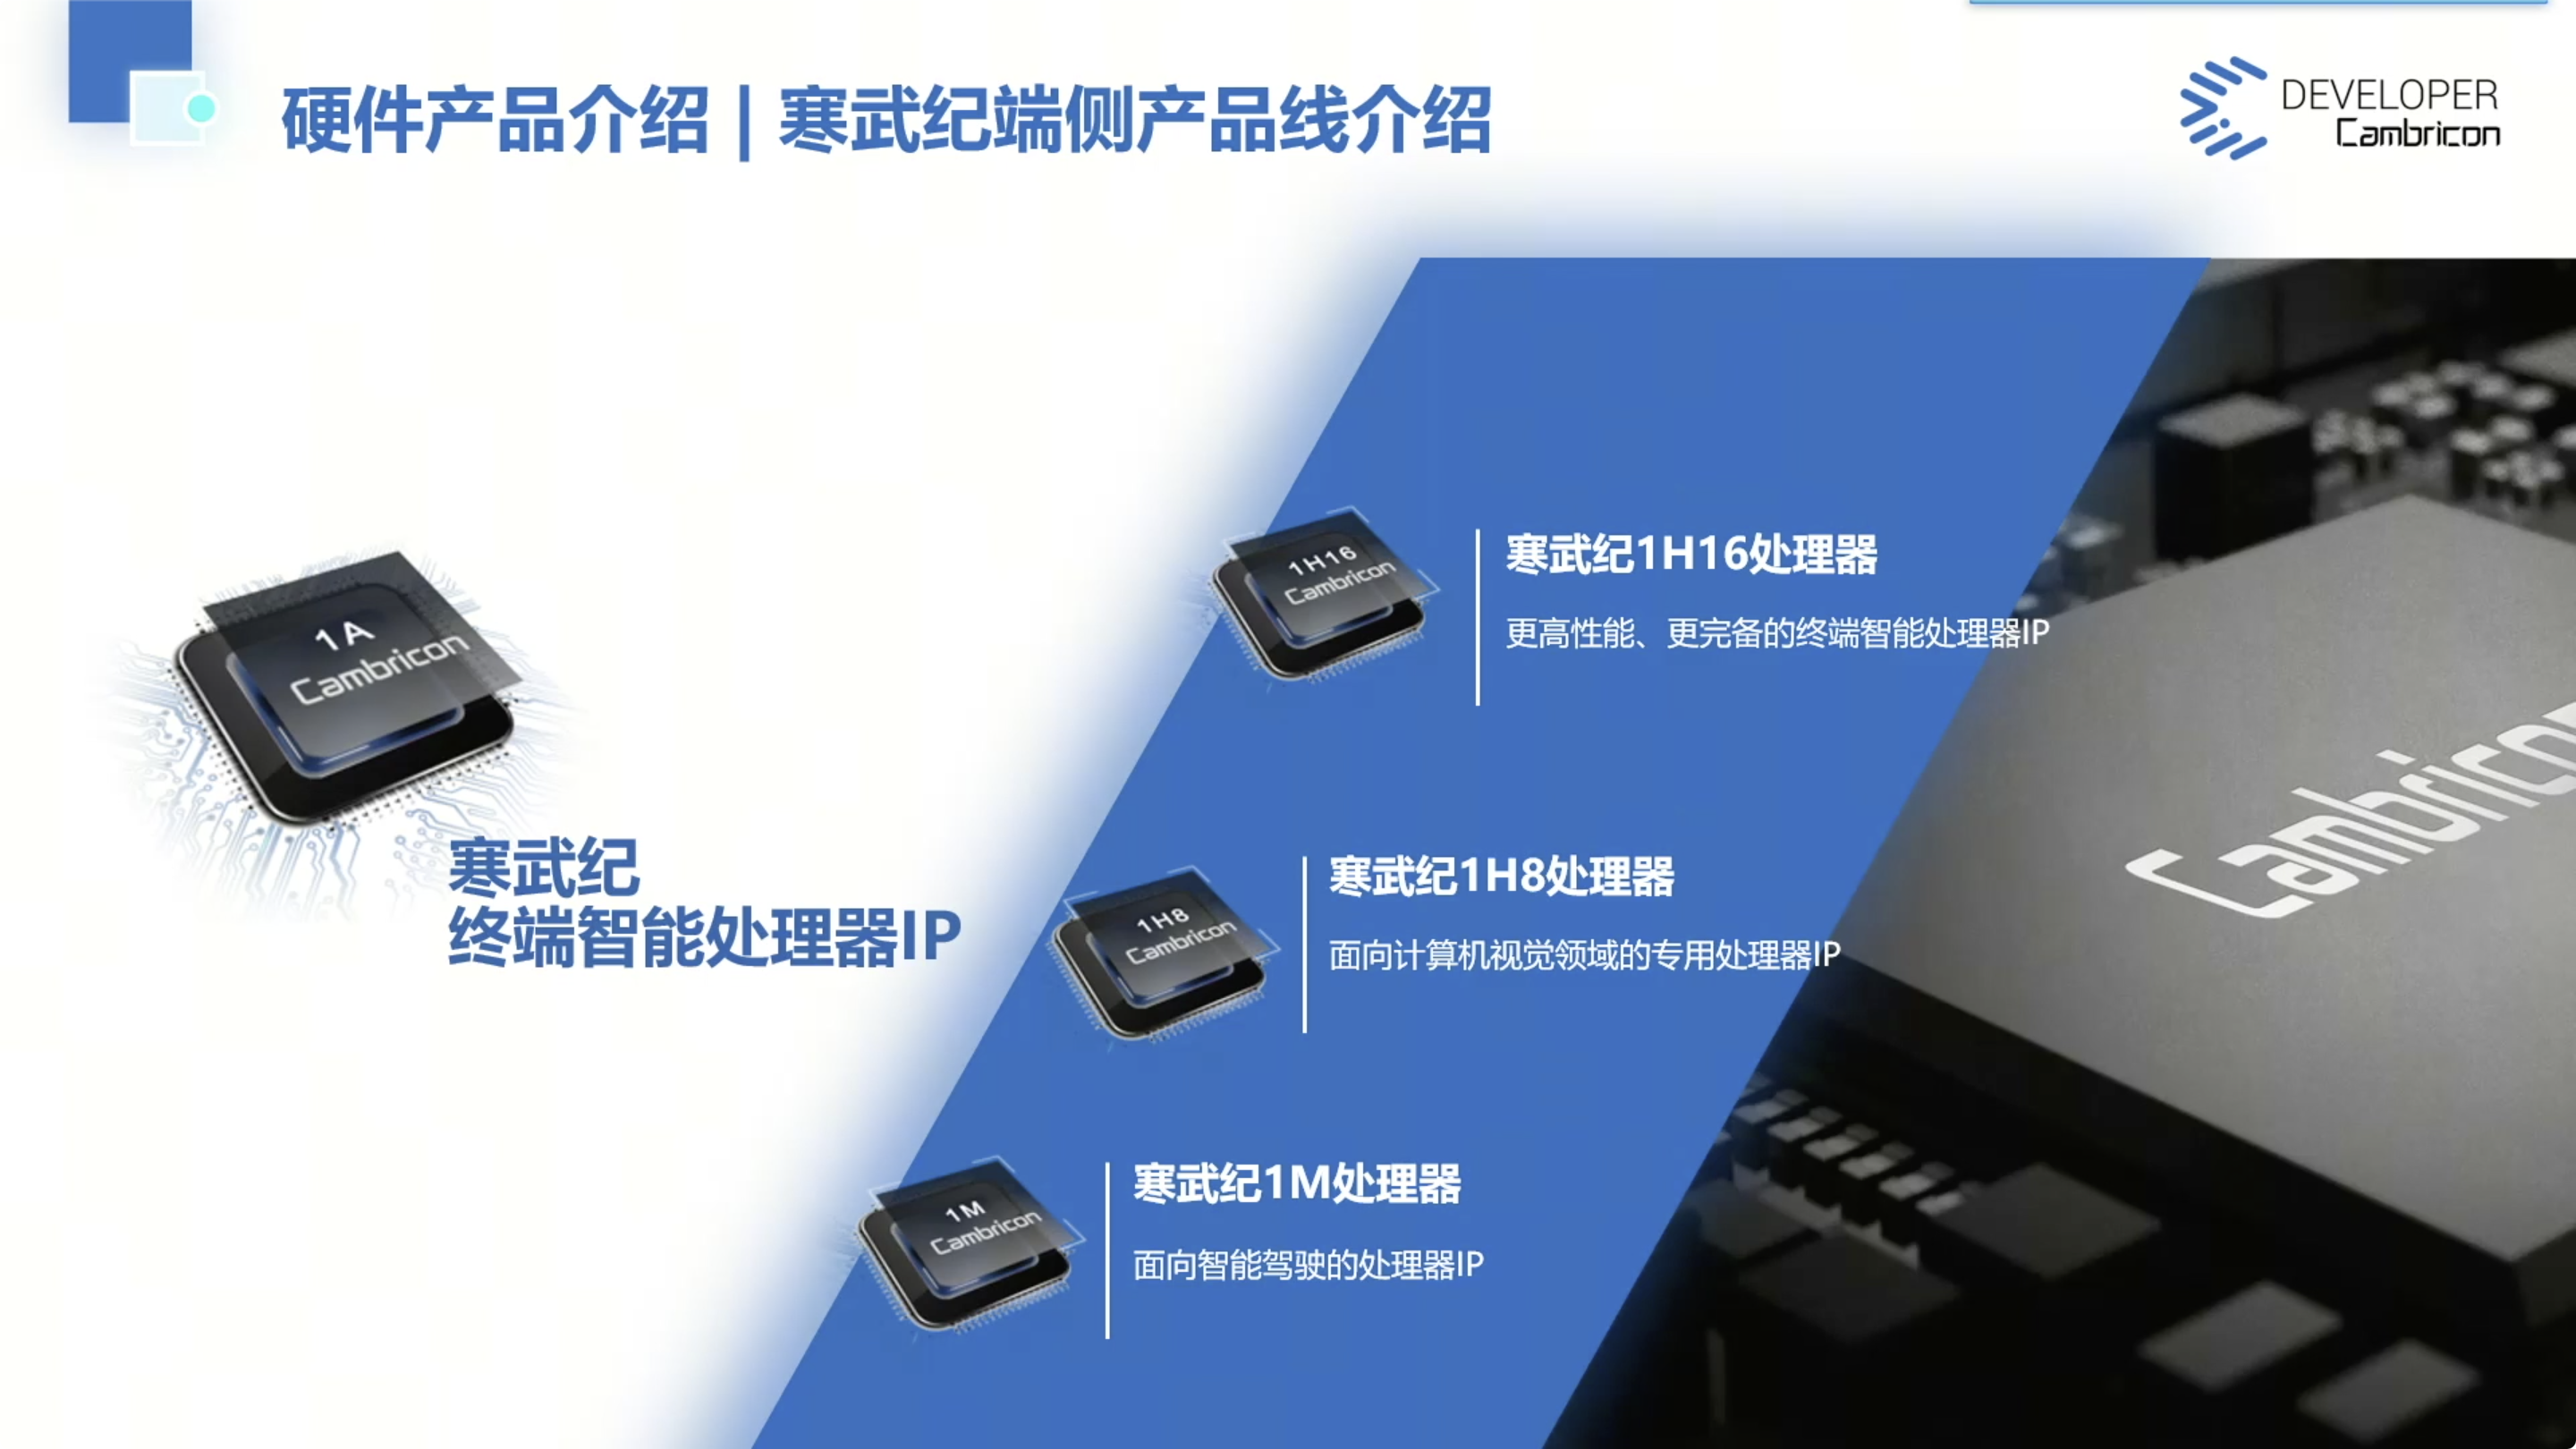 硬件产品介绍 | 寒武纪端侧产品线介绍
DEVELOPER
Cambricon
1A
Cambricon
寒武纪
终端智能处理器IP
1H16
Cambricon
寒武纪1H16处理器
更高性能、更完备的终端智能处理器IP
1H8
Cambricon
寒武纪1H8处理器
面向计算机视觉领域的专用处理器IP
1M
Cambricon
寒武纪1M处理器
面向智能驾驶的处理器IP
Cambricon